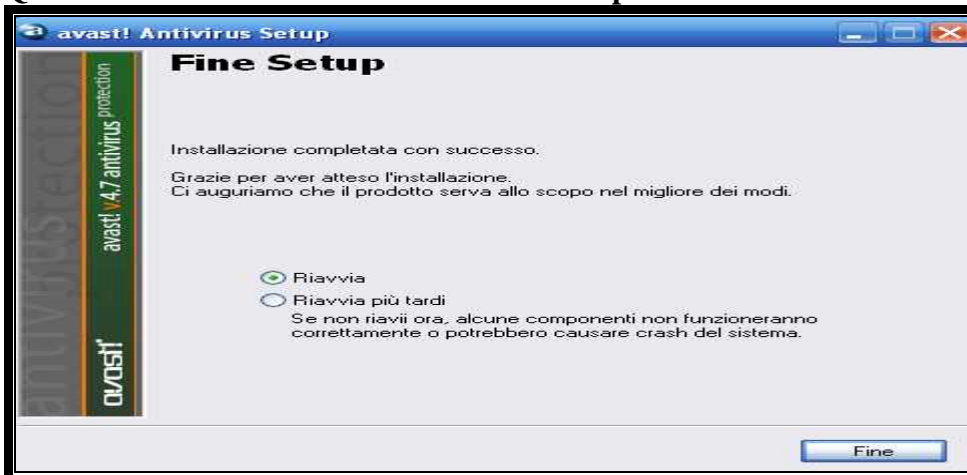 avast! Antivirus Setup
Fine Setup
Installazione completata con successo.
Grazie per aver atteso l'installazione.
Ci auguriamo che il prodotto serva allo scopo nel migliore dei modi.
Riavvia
Riavvia più tardi
Se non riavii ora, alcune componenti non funzioneranno
correttamente o potrebbero causare crash del sistema.
Fine
avast! v.4.7 antivirus protection
avast!